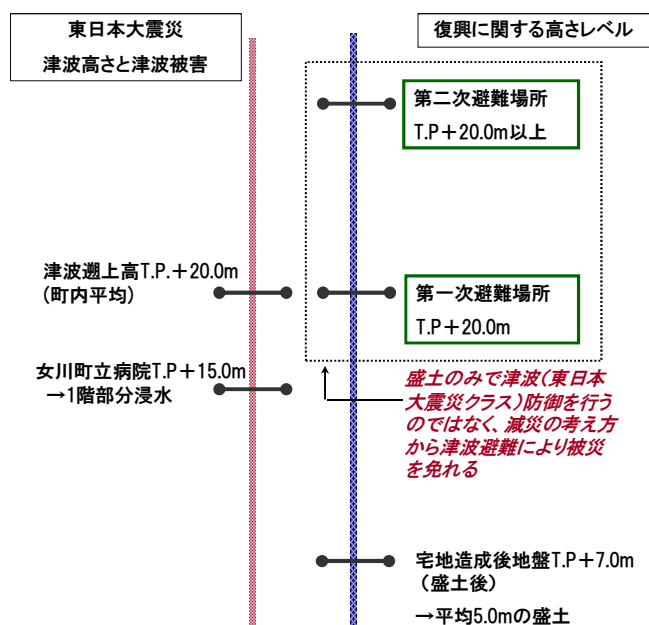 東日本大震災
津波高さと津波被害
復興に関する高さレベル
第二次避難場所
T.P＋20.0m以上
津波遡上高T.P.＋20.0m
（町内平均）
第一次避難場所
T.P＋20.0m
女川町立病院T.P＋15.0m
→1階部分浸水
盛土のみで津波（東日本
大震災クラス）防御を行う
のではなく、減災の考え方
から津波避難により被災
を免れる
宅地造成後地盤T.P＋7.0m
（盛土後）
→平均5.0mの盛土